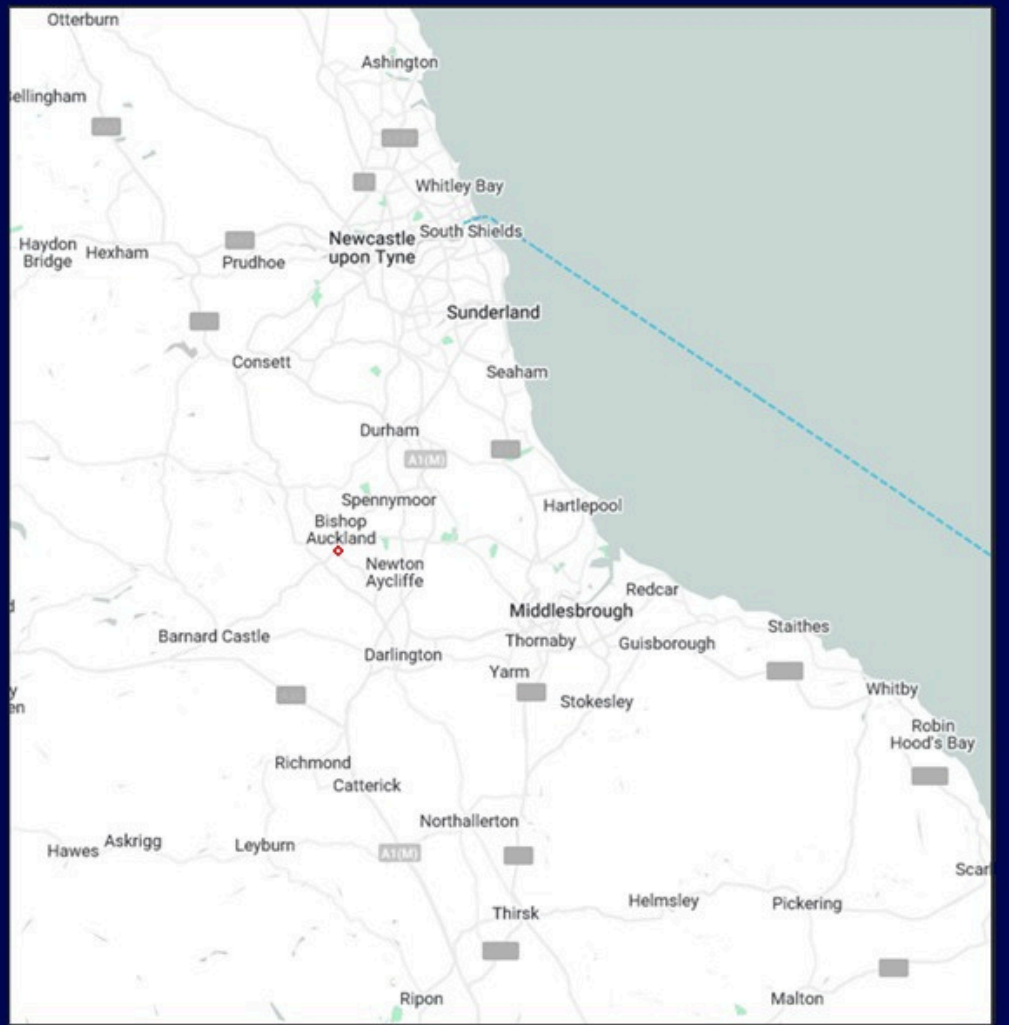 Otterburn
Ashington
ellingham
Whitley Bay
South Shields
Newcastle
upon Tyne
Haydon
Bridge
Hexham
Prudhoe
Sunderland
Consett
Seaham
Durham
A1(M)
Spennymoor
Hartlepool
Bishop
Auckland
Newton
Aycliffe
Redcar
Middlesbrough
Staithes
Barnard Castle
Thornaby
Guisborough
Darlington
Yarm
Whitby
Stokesley
Robin
Hood's Bay
Richmond
Catterick
Northallerton
Askrigg
Hawes
Leyburn
A1(M)
Scar
Helmsley
Pickering
Thirsk
Ripon
Malton